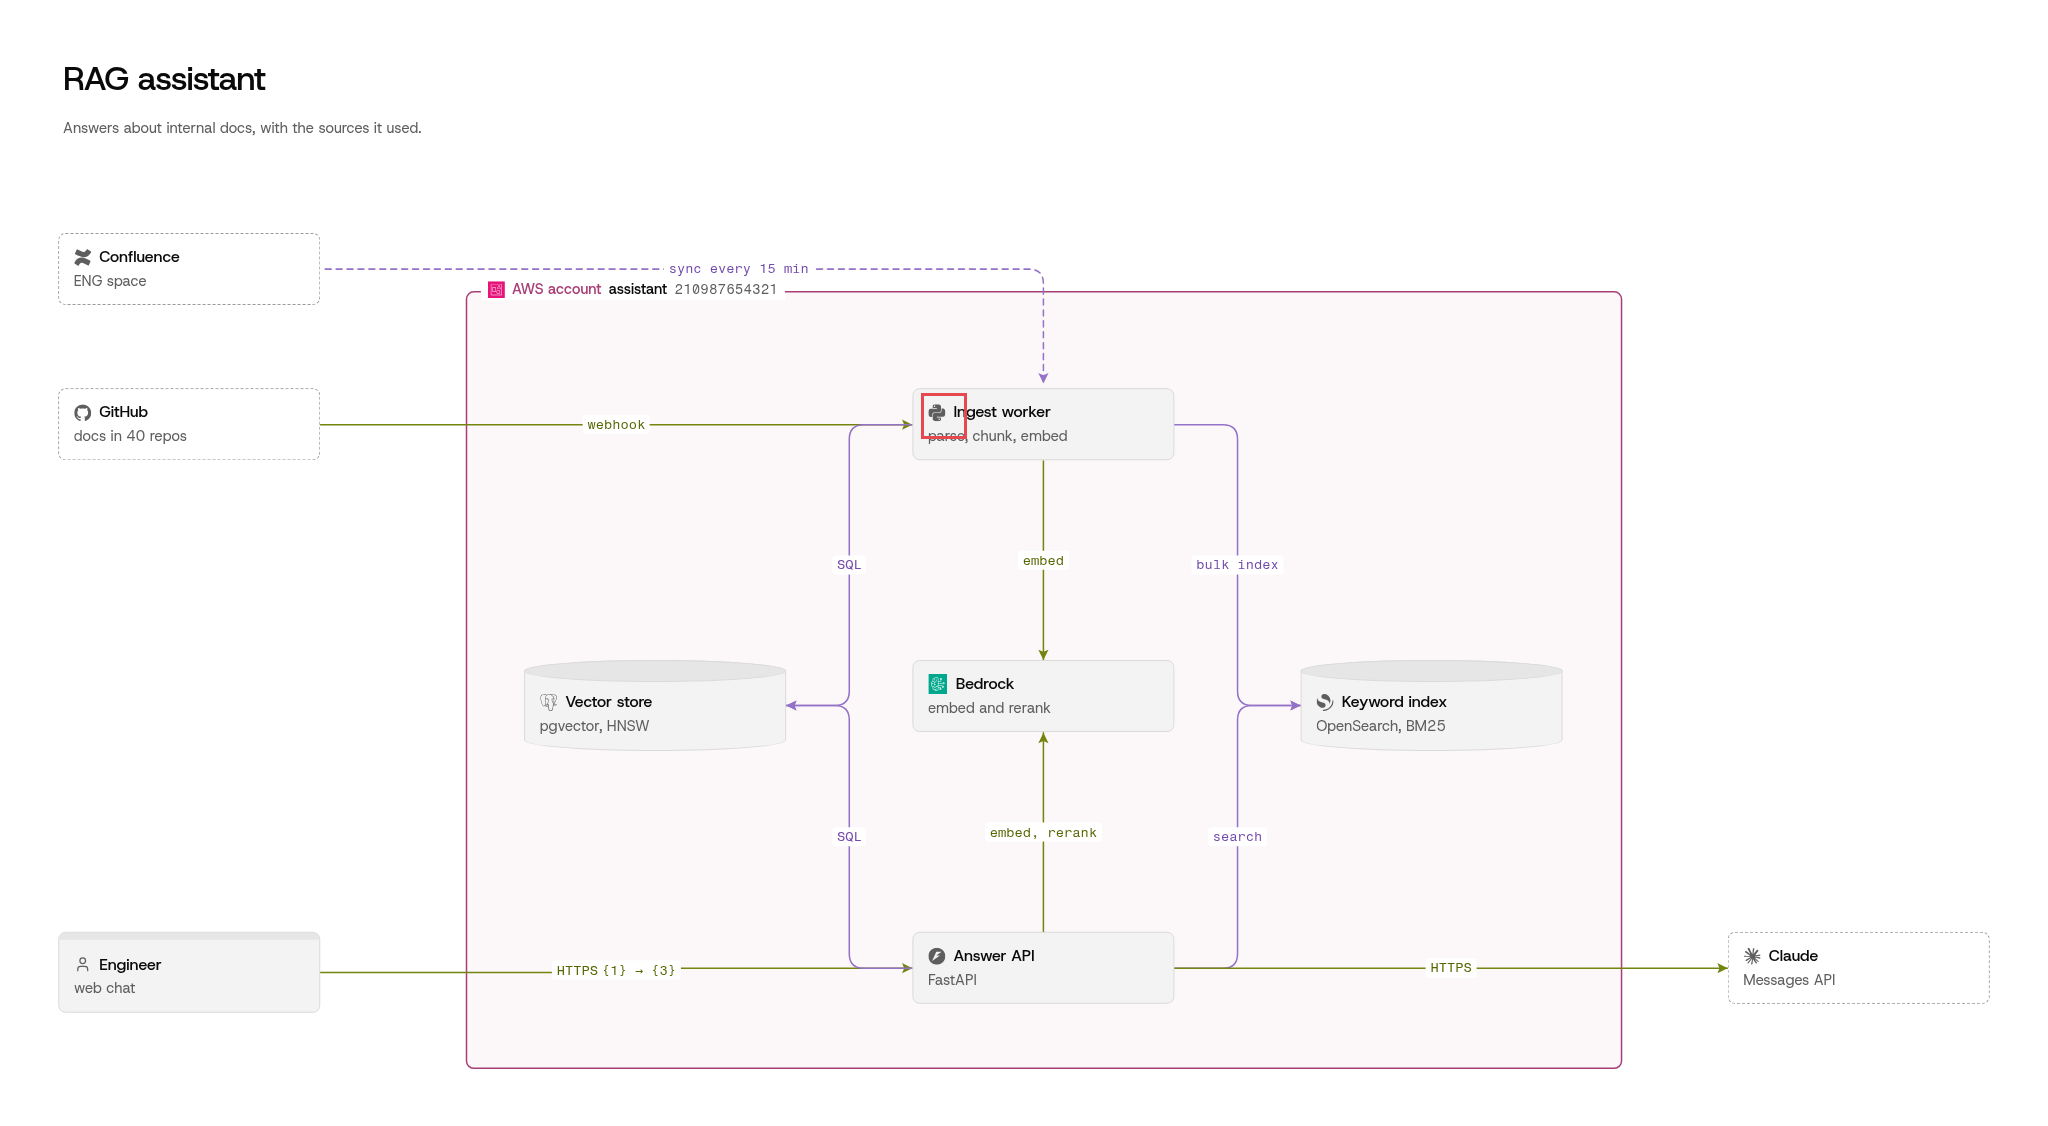 RAG assistant
Answers about internal docs, with the sources it used.
Confluence
ENG space
sync every 15 min
AWS account assistant 210987654321
GitHub
docs in 40 repos
webhook
Ingest worker
parse, chunk, embed
SQL
embed
bulk index
Vector store
pgvector, HNSW
Bedrock
embed and rerank
Keyword index
OpenSearch, BM25
SQL
embed, rerank
search
Engineer
web chat
HTTPS {1} → {3}
Answer API
FastAPI
HTTPS
Claude
Messages API